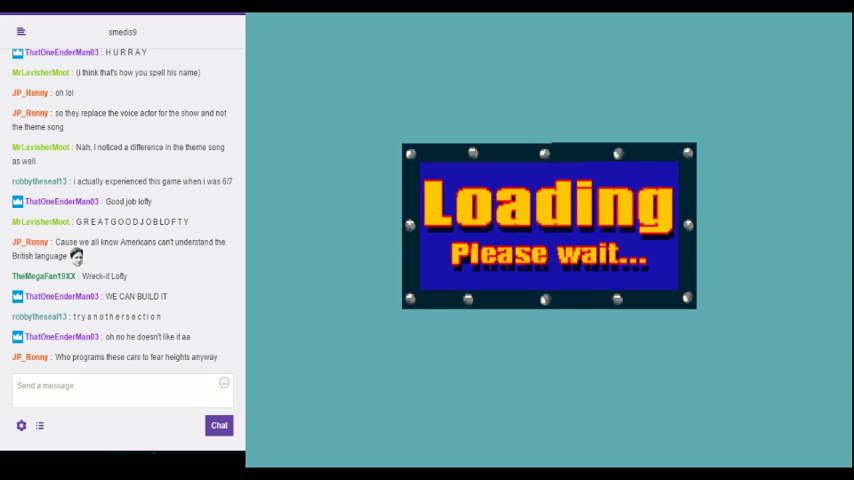 smedis9
ThatOneEnderMan03 : H U R R A Y
MrLavisherMoot : (i think that's how you spell his name)
JP_Ronny : oh lol
JP_Ronny : so they replace the voice actor for the show and not
the theme song
MrLavisherMoot : Nah, I noticed a difference in the theme song
as well.
robbytheseal13 : i actually experienced this game when i was 6/7
ThatOneEnderMan03 : Good job lofty
MrLavisherMoot : G R E A T G O O D J O B L O F T Y
JP_Ronny : Cause we all know Americans can't understand the
British language
TheMegaFan19XX : Wreck-it Lofty
ThatOneEnderMan03 : WE CAN BUILD IT
robbytheseal13 : t r y a n o t h e r s e c t i o n
ThatOneEnderMan03 : oh no he doesn't like it aa
JP_Ronny : Who programs these cars to fear heights anyway
Send a message
Chat
Loading
Please wait...